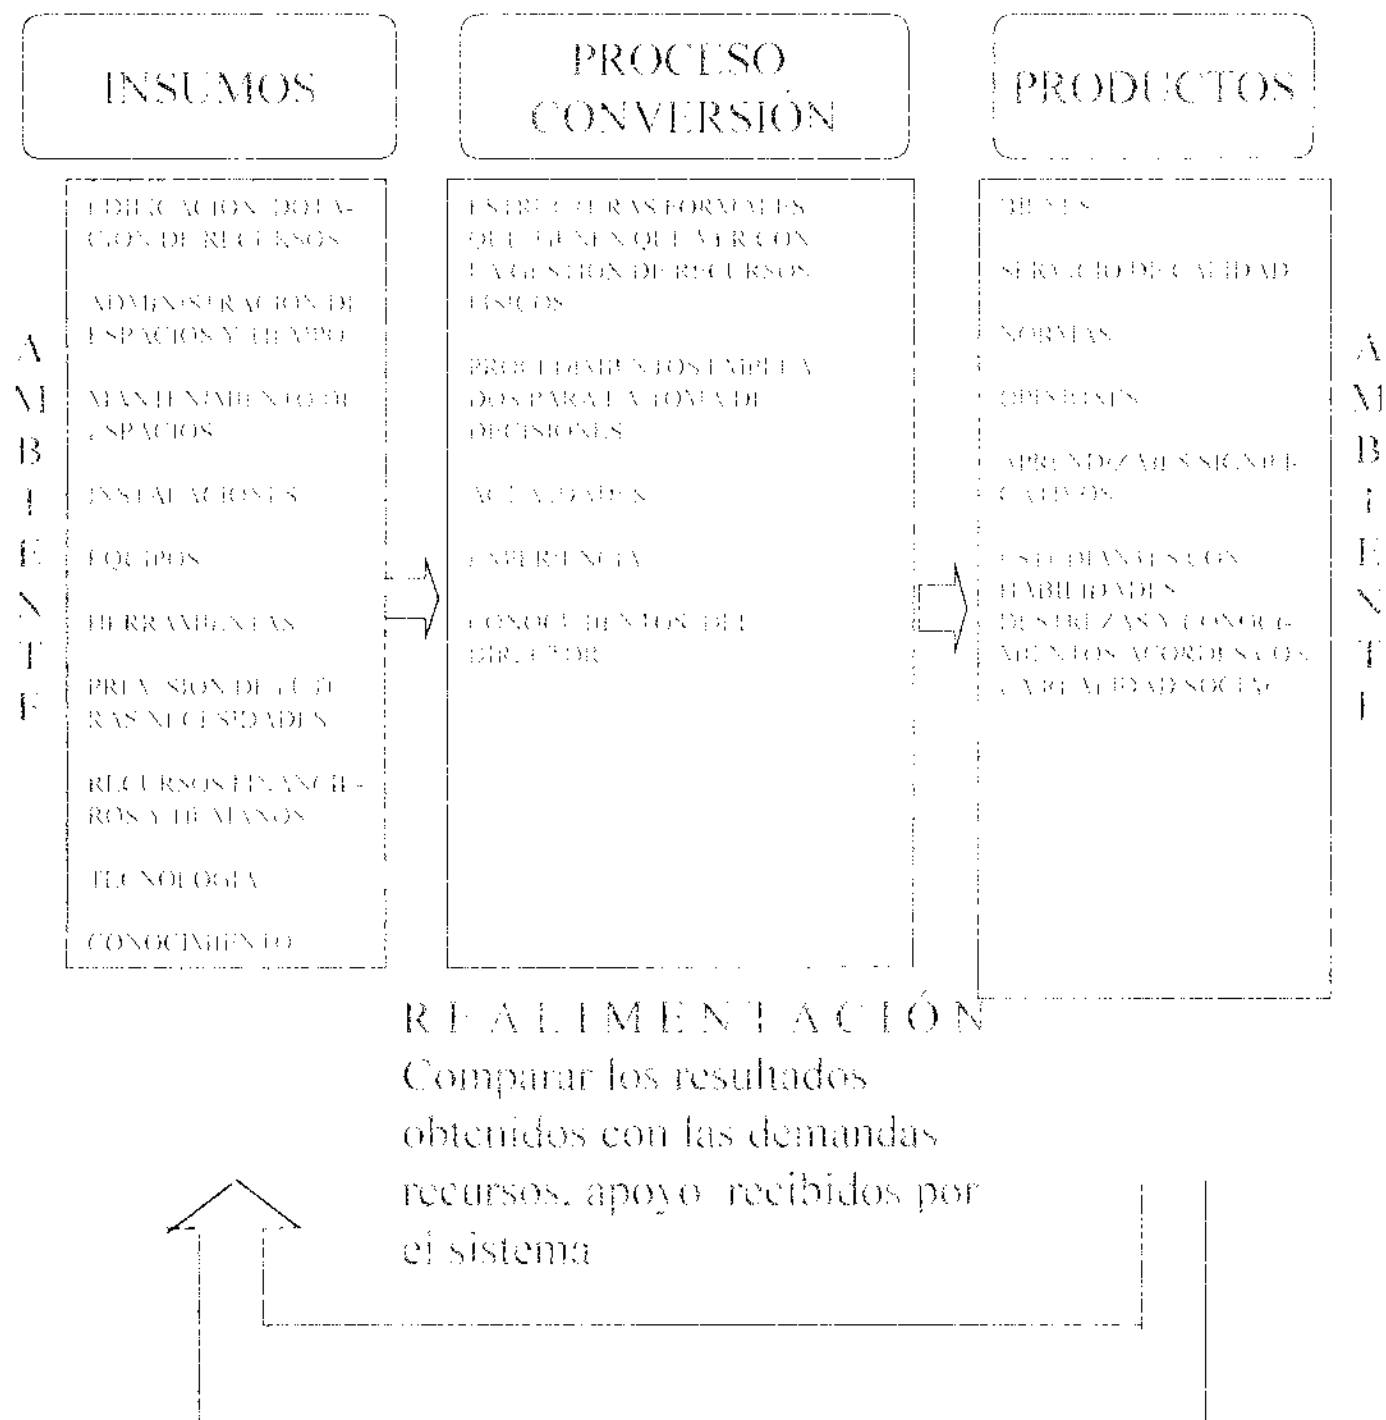 INSUMOS
PROCESO
CONVERSIÓN
PRODUCTOS
AMBIENTE
EDIFICACION DOTA-
CION DE RECURSOS
ADMINISTRACION DE
ESPACIOS Y TIEMPO
MANTENIMIENTO DE
ESPACIOS
INSTALACIONES
EQUIPOS
HERRAMIENTAS
PREVISION DE FUTU
RAS NECESIDADES
RECURSOS FINANCIE-
ROS Y HUMANOS
TECNOLOGIA
CONOCIMIENTO
ESTRUCTURAS FORMALES
QUE TIENEN QUE VER CON
LA GESTION DE RECURSOS
FISICOS
PROCEDIMIENTOS EMPLEA
DOS PARA LA TOMA DE
DECISIONES
EXPERIENCIA
CONOCIMIENTOS DEL
DIRECTOR
BIENES
SERVICIO DE CALIDAD
NORMAS
OPINIONES
APRENDIZAJES SIGNIFI-
CATIVOS
ESTUDIANTES CON
HABILIDADES
DESTREZAS Y CONOCI-
MIENTOS ACORDES CON
LA REALIDAD SOCIAL
AMBIENTE
REALIMENTACIÓN
Comparar los resultados
obtenidos con las demandas
recursos, apoyo recibidos por
el sistema